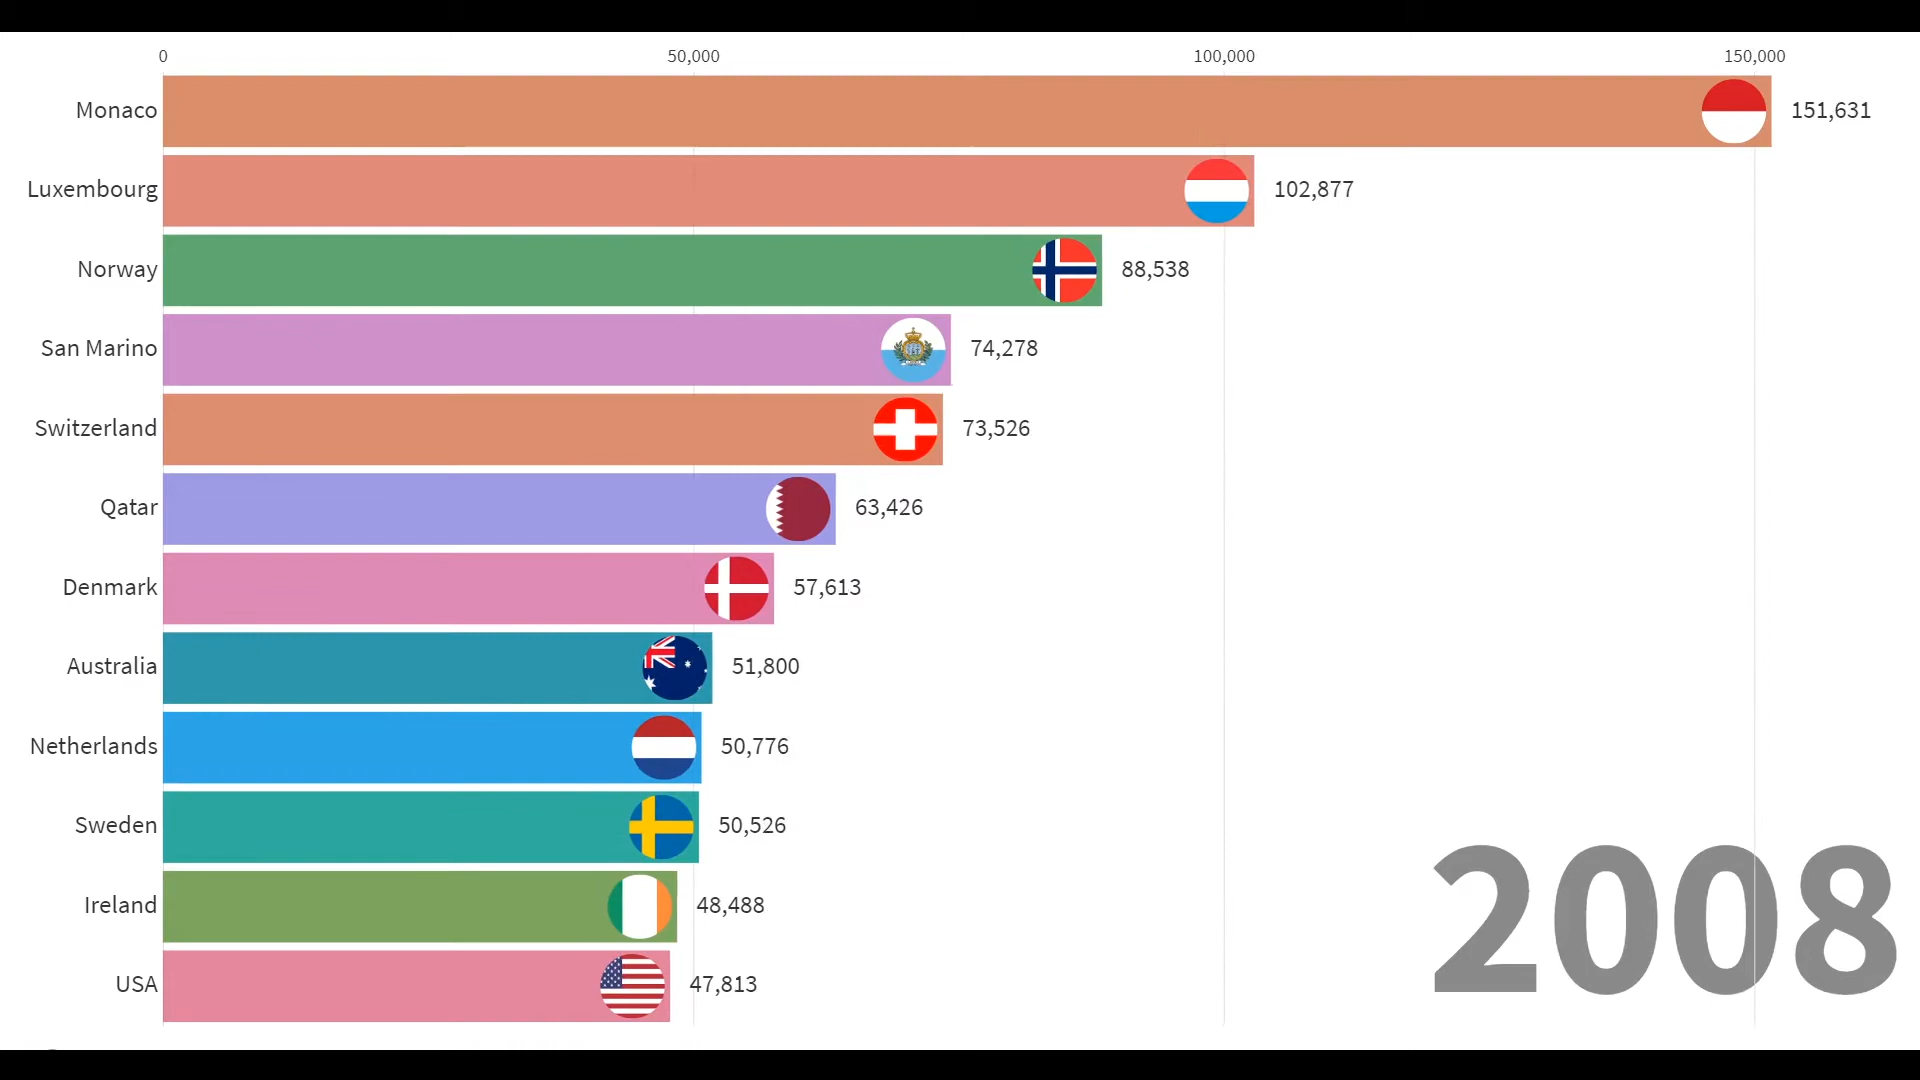 0 50,000 100,000 150,000
Monaco 151,631
Luxembourg 102,877
Norway 88,538
San Marino 74,278
Switzerland 73,526
Qatar 63,426
Denmark 57,613
Australia 51,800
Netherlands 50,776
Sweden 50,526
Ireland 48,488
USA 47,813
2008